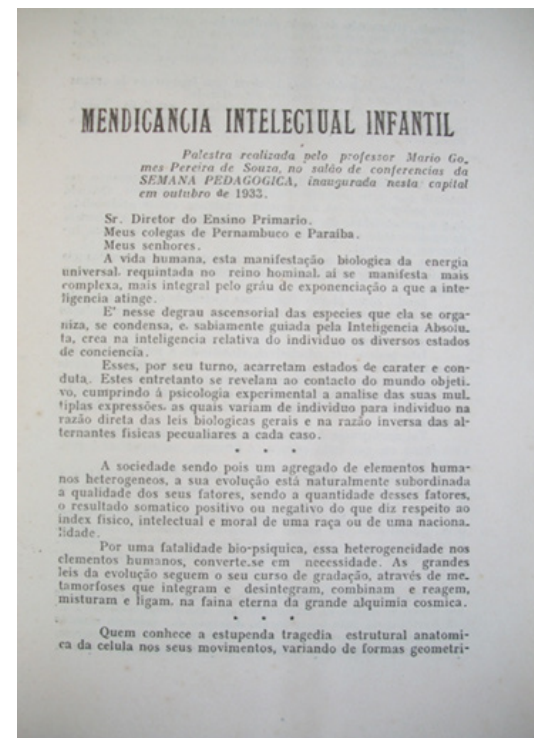 MENDICANCIA INTELECTUAL INFANTIL
Palestra realizada pelo professor Mario Go-
mes Pereira de Souza, no salão de conferencias da
SEMANA PEDAGOGICA, inaugurada nesta capital
em outubro de 1933.
Sr. Diretor do Ensino Primario.
Meus colegas de Pernambuco e Paraíba.
Meus senhores.
A vida humana, esta manifestação biologica da energia
universal, requintada no reino hominal, aí se manifesta mais
complexa, mais integral pelo gráu de exponenciação a que a inte-
ligencia atinge.
E' nesse degrau ascensorial das especies que ela se orga-
niza, se condensa, e, sabiamente guiada pela Inteligencia Absolu-
ta, crea na inteligencia relativa do individuo os diversos estados
de conciencia.
Esses, por seu turno, acarretam estados de carater e con-
duta. Estes entretanto se revelam ao contacto do mundo objeti-
vo, cumprindo á psicologia experimental a analise das suas mul-
tiplas expressões, as quais variam de individuo para individuo na
razão direta das leis biologicas gerais e na razão inversa das al-
ternantes fisicas pecualiares a cada caso.
* * *
A sociedade sendo pois um agregado de elementos huma-
nos heterogeneos, a sua evolução está naturalmente subordinada
a qualidade dos seus fatores, sendo a quantidade desses fatores,
o resultado somatico positivo ou negativo do que diz respeito ao
index fisico, intelectual e moral de uma raça ou de uma naciona-
lidade.
Por uma fatalidade bio-psiquica, essa heterogeneidade nos
elementos humanos, converte-se em necessidade. As grandes
leis da evolução seguem o seu curso de gradação, através de me-
tamorfoses que integram e desintegram, combinam e reagem,
misturam e ligam, na faina eterna da grande alquimia cosmica.
* * *
Quem conhece a estupenda tragedia estrutural anatomi-
ca da celula nos seus movimentos, variando de formas geometri-